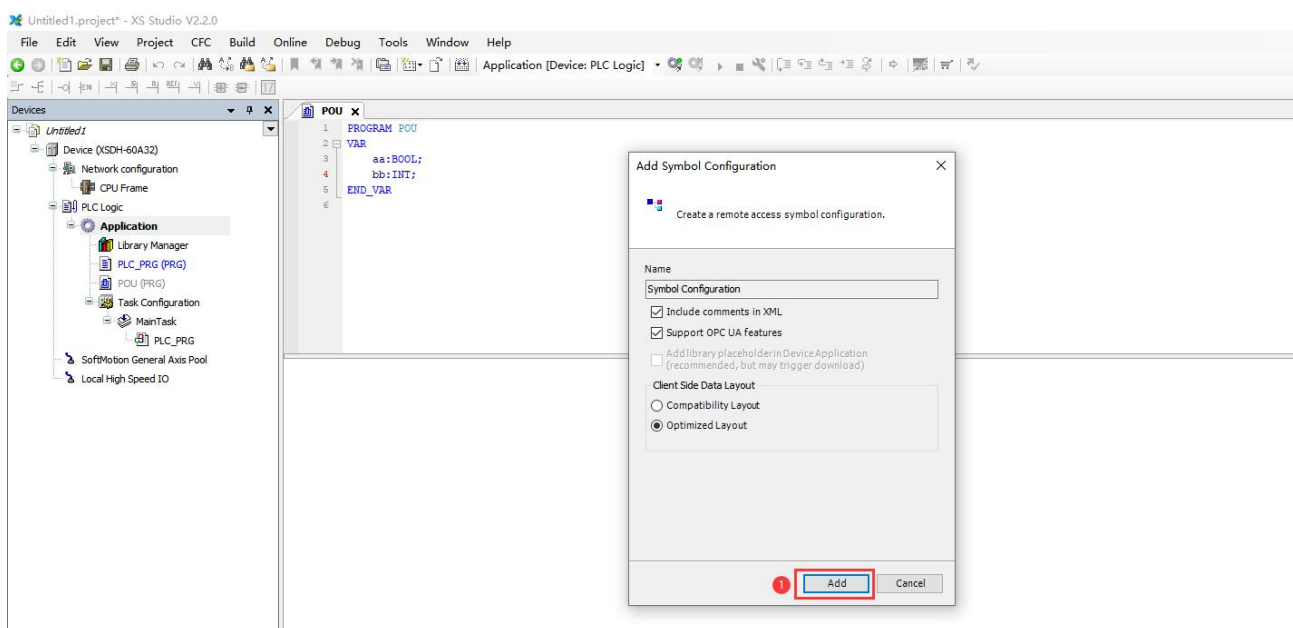 Untitled1.project* - XS Studio V2.2.0
File Edit View Project CFC Build Online Debug Tools Window Help
Application [Device: PLC Logic]
Devices
POU
Untitled1
Device (XSDH-60A32)
Network configuration
CPU Frame
PLC Logic
Application
Library Manager
PLC_PRG (PRG)
POU (PRG)
Task Configuration
MainTask
PLC_PRG
SoftMotion General Axis Pool
Local High Speed IO
1 PROGRAM POU
2 VAR
3 aa:BOOL;
4 bb:INT;
5 END_VAR
6
Add Symbol Configuration
Create a remote access symbol configuration.
Name
Symbol Configuration
Include comments in XML
Support OPC UA features
Add library placeholder in Device Application
(recommended, but may trigger download)
Client Side Data Layout
Compatibility Layout
Optimized Layout
1 Add Cancel